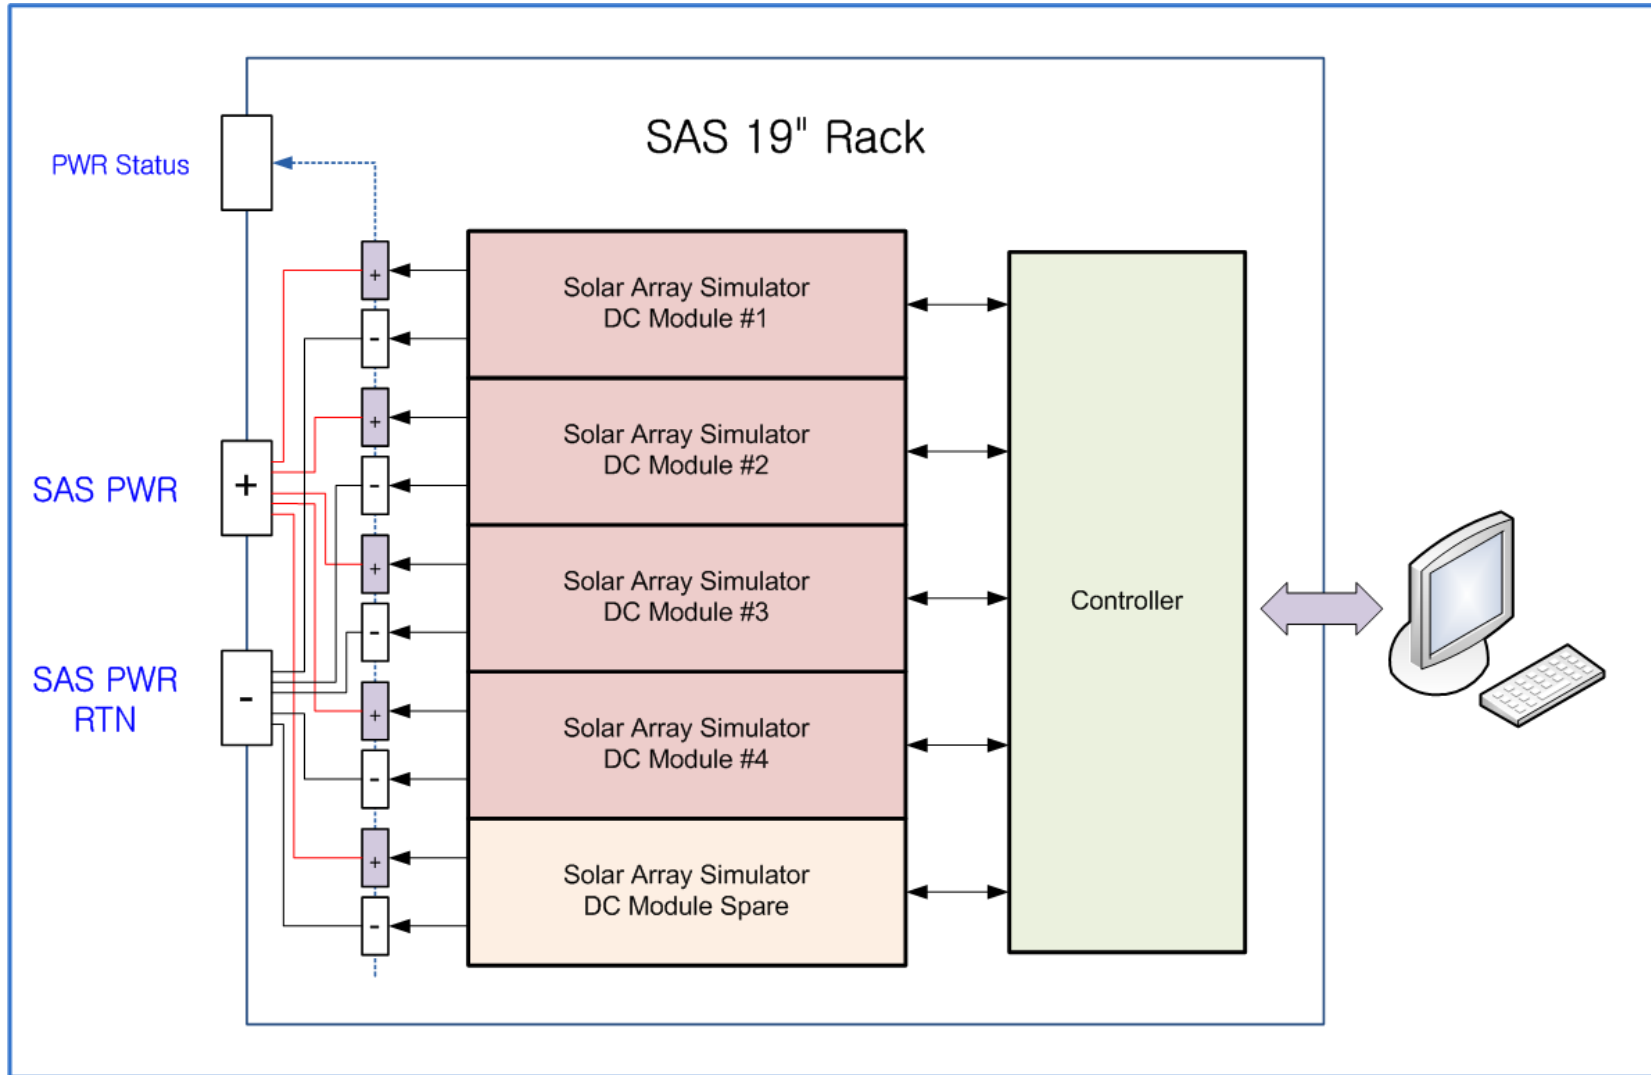 SAS 19" Rack
PWR Status
+
-
+
-
+
-
+
-
+
-
SAS PWR
+
SAS PWR
RTN
-
Solar Array Simulator
DC Module #1
Solar Array Simulator
DC Module #2
Solar Array Simulator
DC Module #3
Solar Array Simulator
DC Module #4
Solar Array Simulator
DC Module Spare
Controller